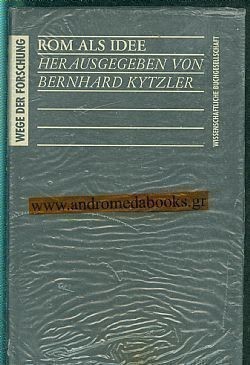 WEGE DER FORSCHUNG
ROM ALS IDEE
HERAUSGEGEBEN VON
BERNHARD KYTZLER
WISSENSCHAFTLICHE BUCHGESELLSCHAFT
www.andromedabooks.gr